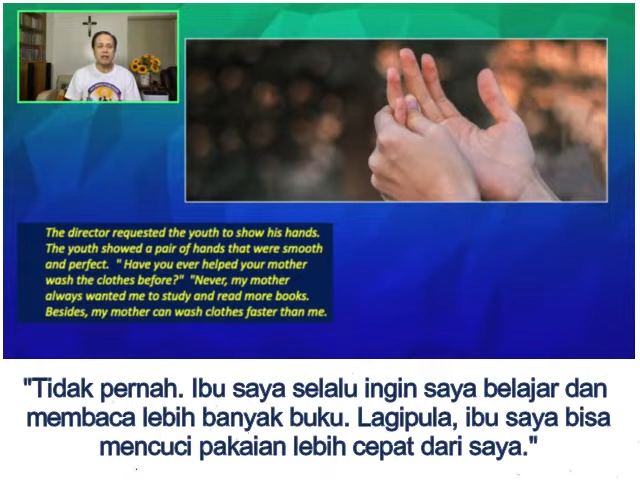 The director requested the youth to show his hands.
The youth showed a pair of hands that were smooth
and perfect. " Have you ever helped your mother
wash the clothes before?" "Never, my mother
always wanted me to study and read more books.
Besides, my mother can wash clothes faster than me.
"Tidak pernah. Ibu saya selalu ingin saya belajar dan
membaca lebih banyak buku. Lagipula, ibu saya bisa
mencuci pakaian lebih cepat dari saya."